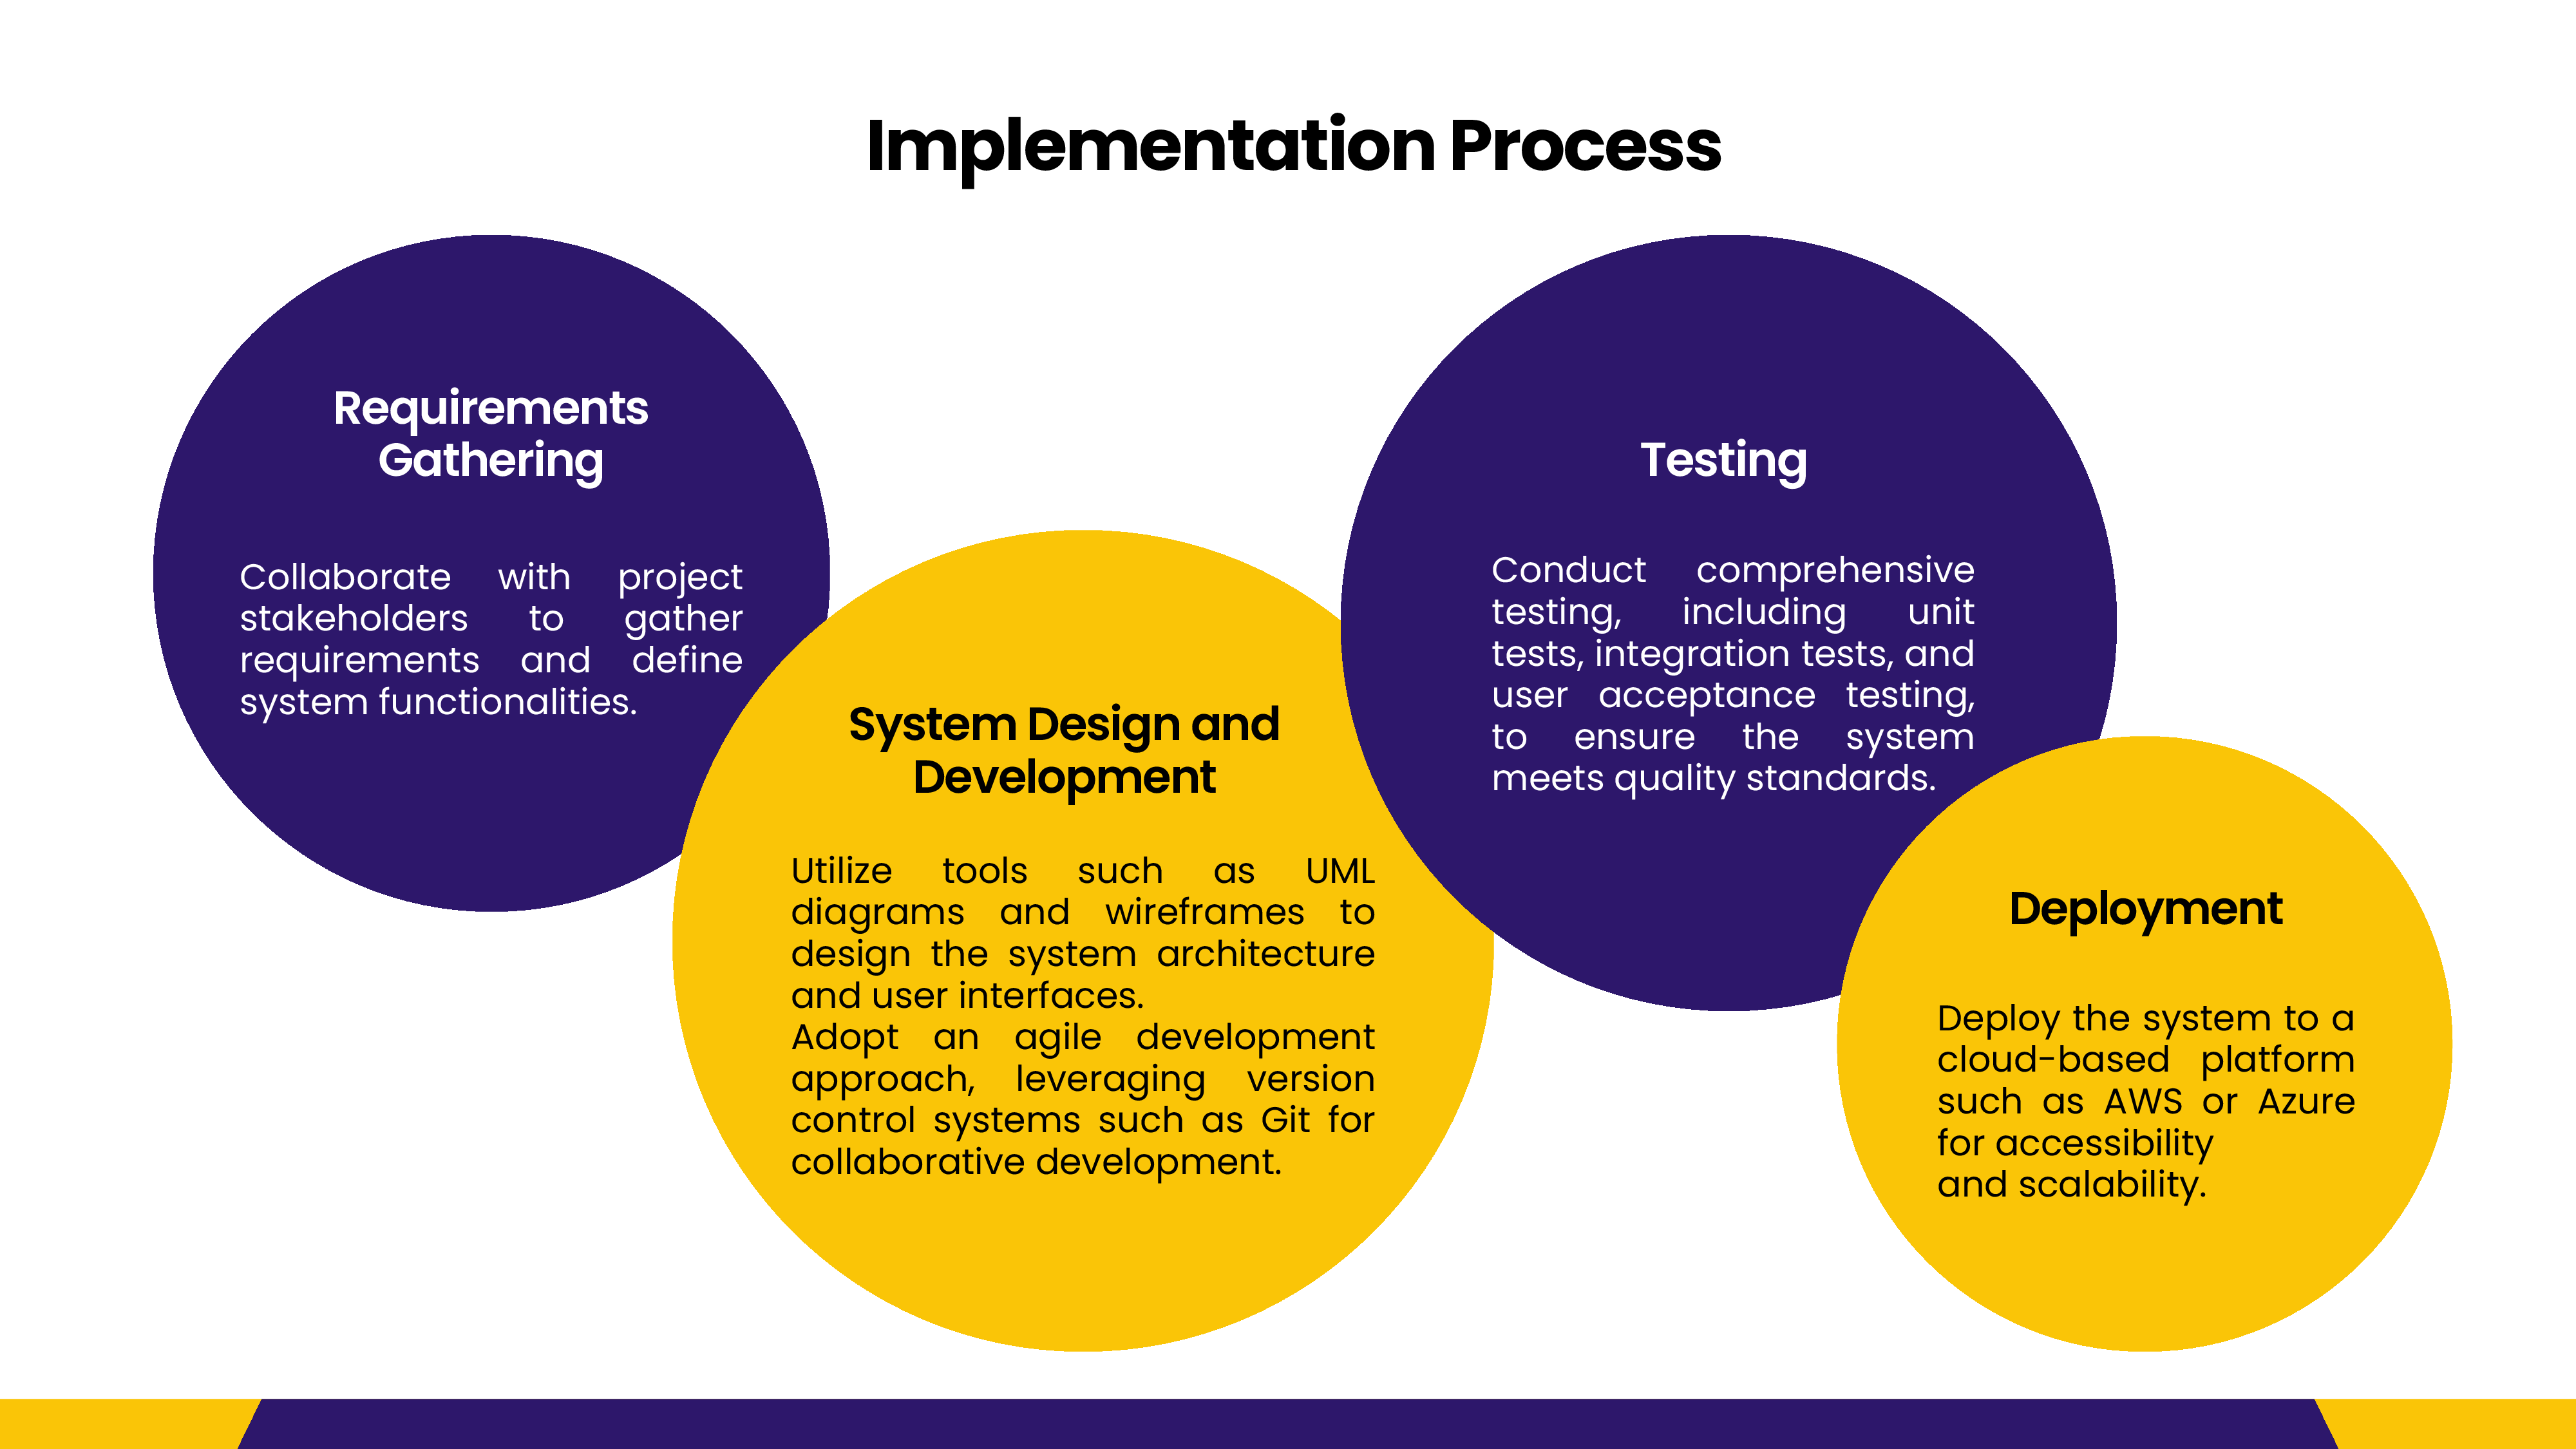 Implementation Process
Requirements
Gathering
Collaborate with project
stakeholders to gather
requirements and define
system functionalities.
System Design and
Development
Utilize tools such as UML
diagrams and wireframes to
design the system architecture
and user interfaces.
Adopt an agile development
approach, leveraging version
control systems such as Git for
collaborative development.
Testing
Conduct comprehensive
testing, including unit
tests, integration tests, and
user acceptance testing,
to ensure the system
meets quality standards.
Deployment
Deploy the system to a
cloud-based platform
such as AWS or Azure
for accessibility
and scalability.